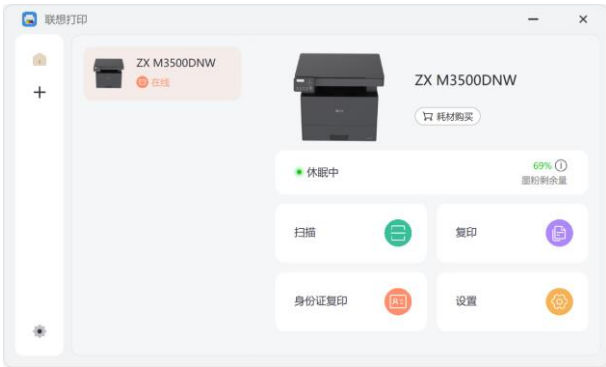 联想打印
ZX M3500DNW
在线
ZX M3500DNW
耗材购买
休眠中
69%
墨粉剩余量
扫描
复印
身份证复印
设置